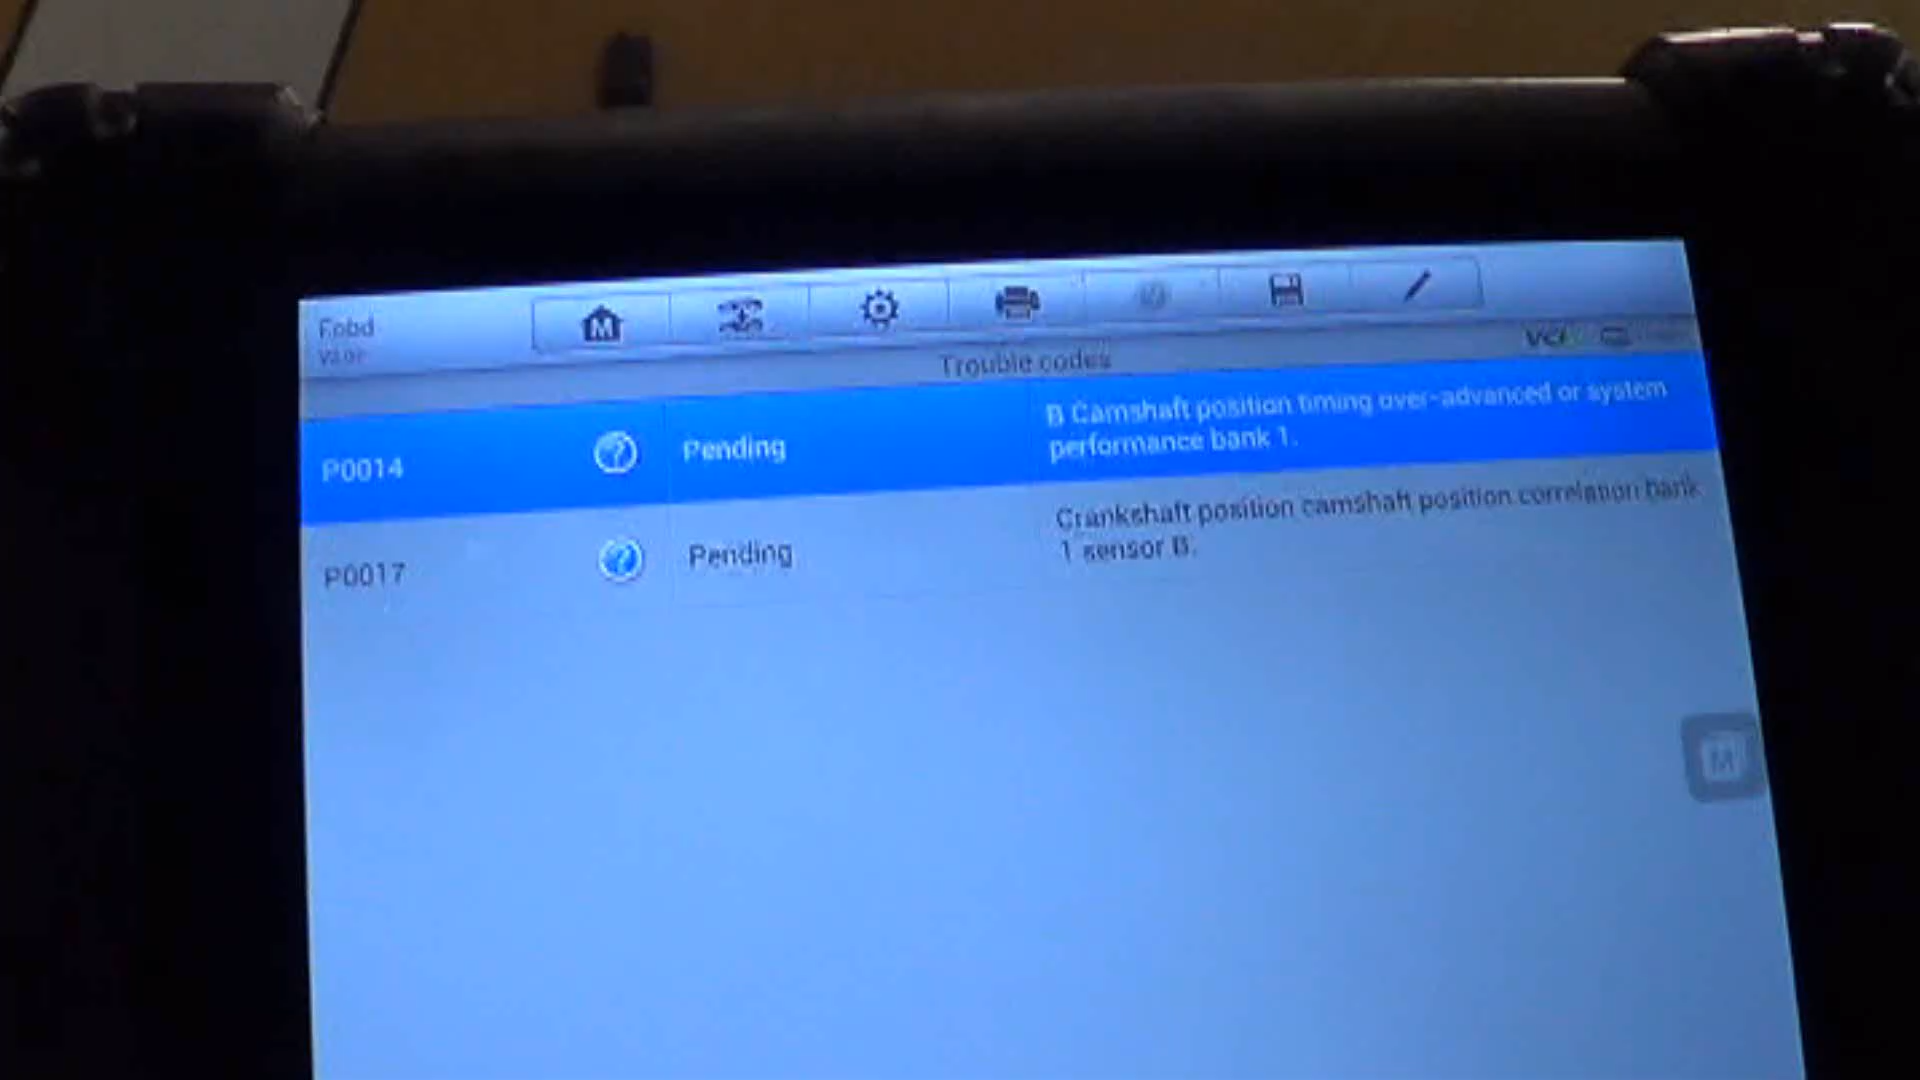 Eobd
Trouble codes
VCI
P0014
?
Pending
B Camshaft position timing over-advanced or system
performance bank 1.
P0017
?
Pending
Crankshaft position camshaft position correlation bank
1 sensor B.
M
M